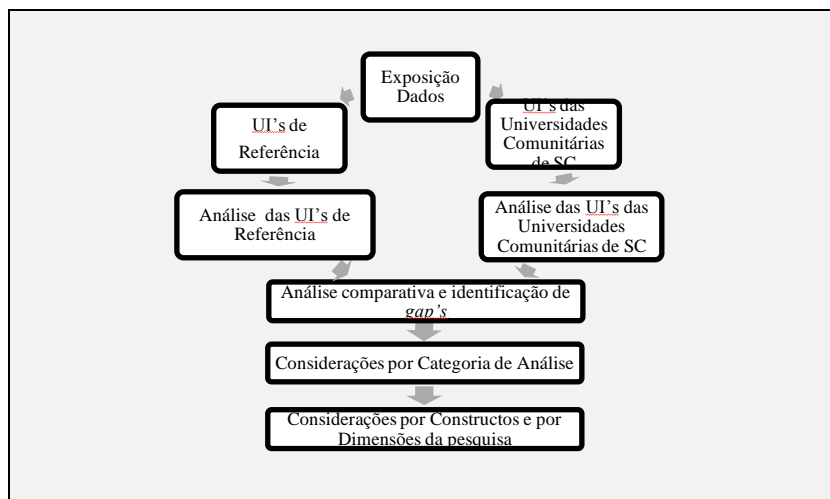 Exposição
Dados
UI's de
Referência
UI's das
Universidades
Comunitárias
de SC
Análise das UI's de
Referência
Análise das UI's das
Universidades
Comunitárias de SC
Análise comparativa e identificação de
gap's
Considerações por Categoria de Análise
Considerações por Constructos e por
Dimensões da pesquisa